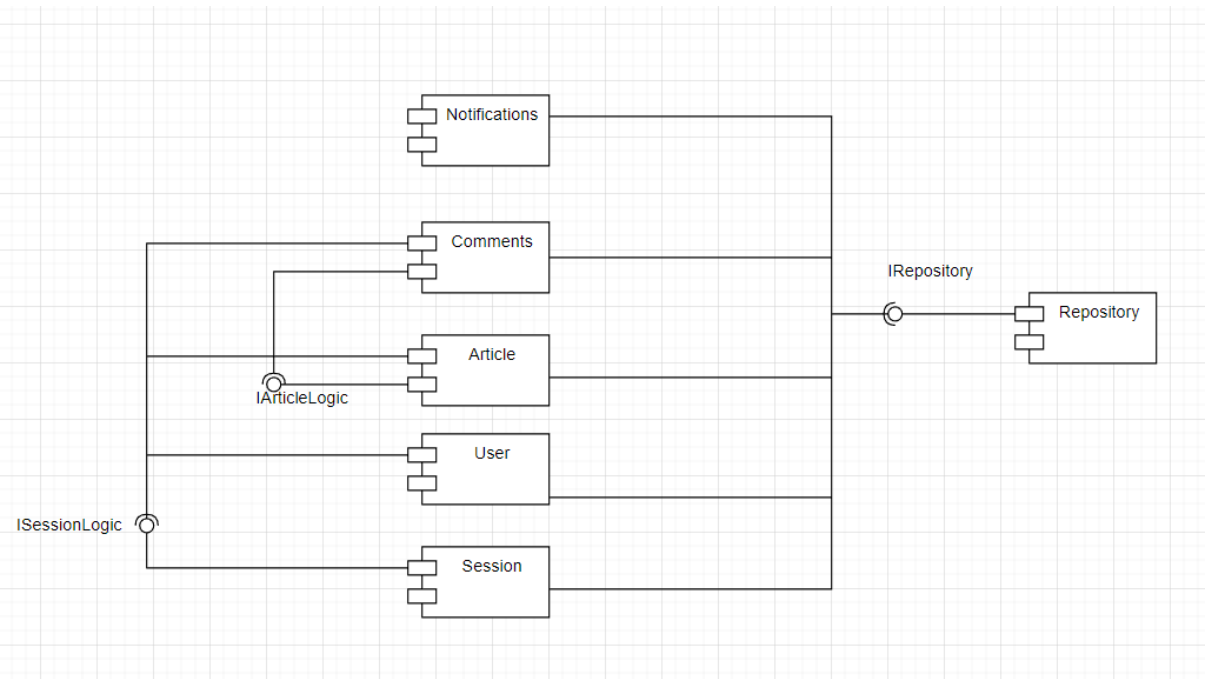 Notifications
Comments
IRepository
Repository
Article
IArticleLogic
User
ISessionLogic
Session